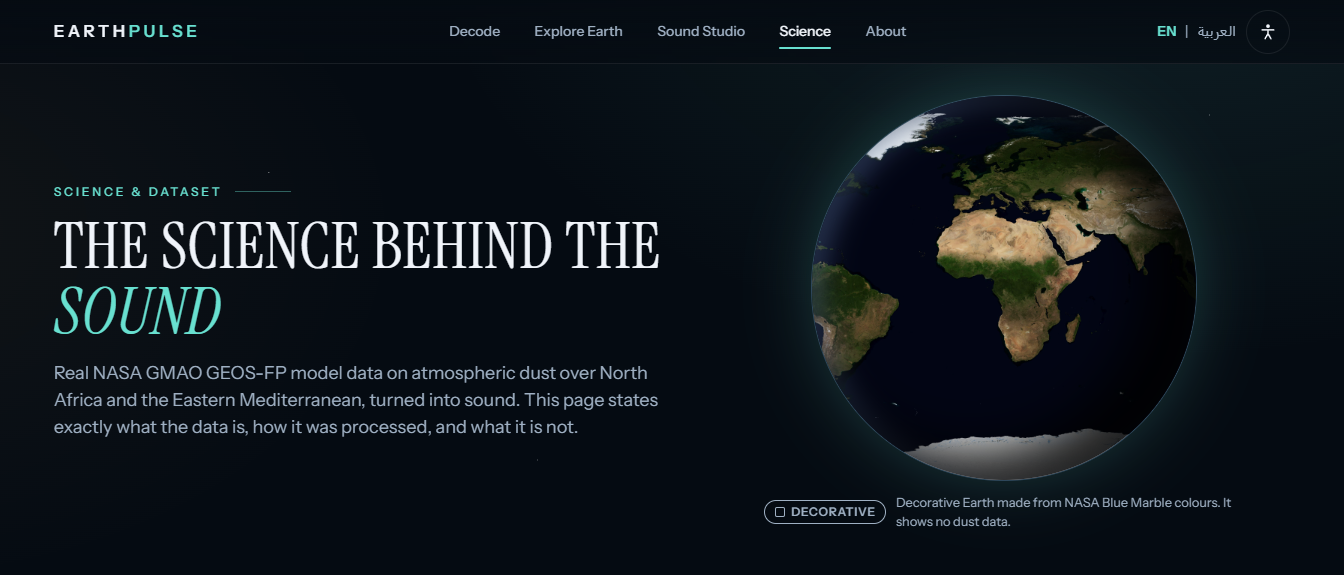 EARTHPULSE
Decode Explore Earth Sound Studio Science About
EN | العربية
SCIENCE & DATASET
THE SCIENCE BEHIND THE
SOUND
Real NASA GMAO GEOS-FP model data on atmospheric dust over North
Africa and the Eastern Mediterranean, turned into sound. This page states
exactly what the data is, how it was processed, and what it is not.
DECORATIVE
Decorative Earth made from NASA Blue Marble colours. It
shows no dust data.